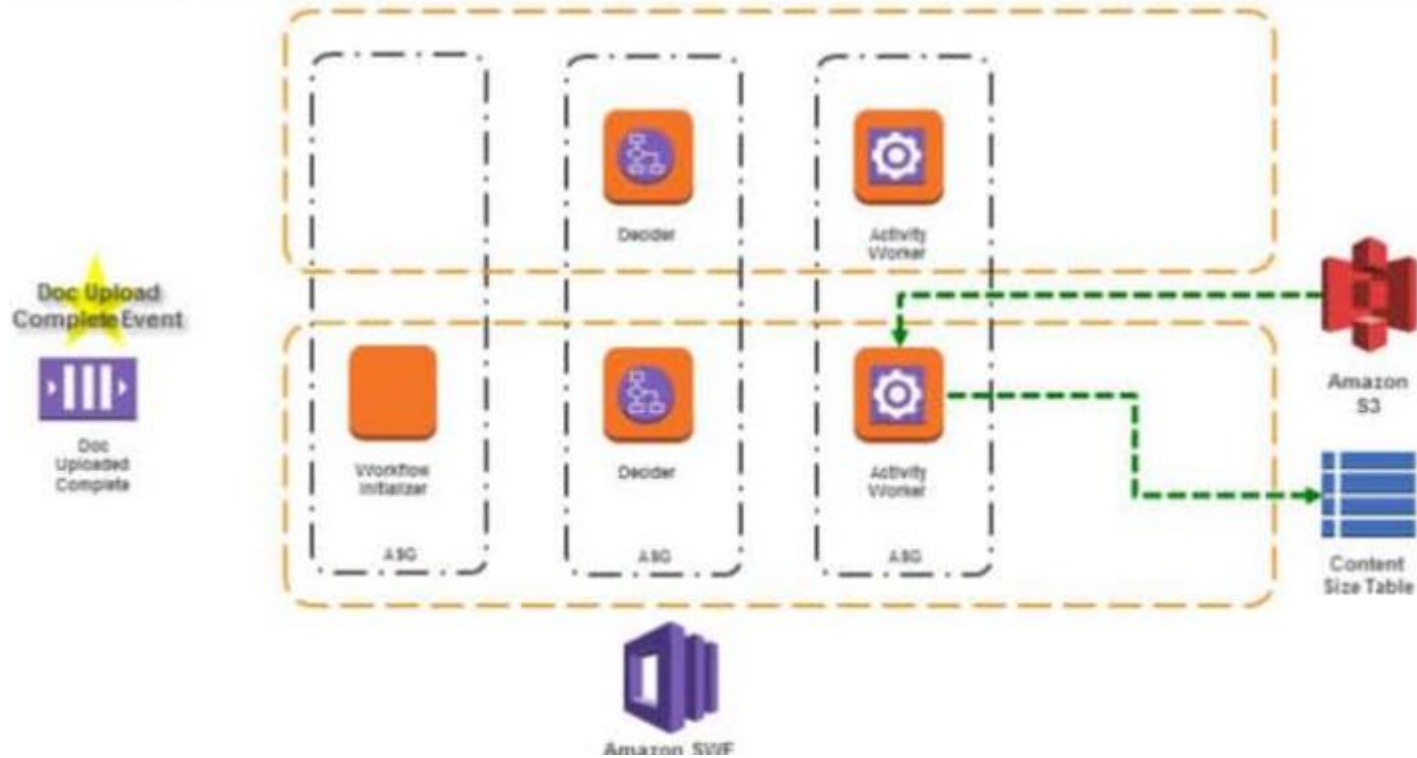 Decider
Activity
Worker
Doc Upload
Complete Event
Doc
Uploaded
Complete
Workflow
Initializer
ASG
Decider
ASG
Activity
Worker
ASG
Amazon
S3
Content
Size Table
Amazon SWF